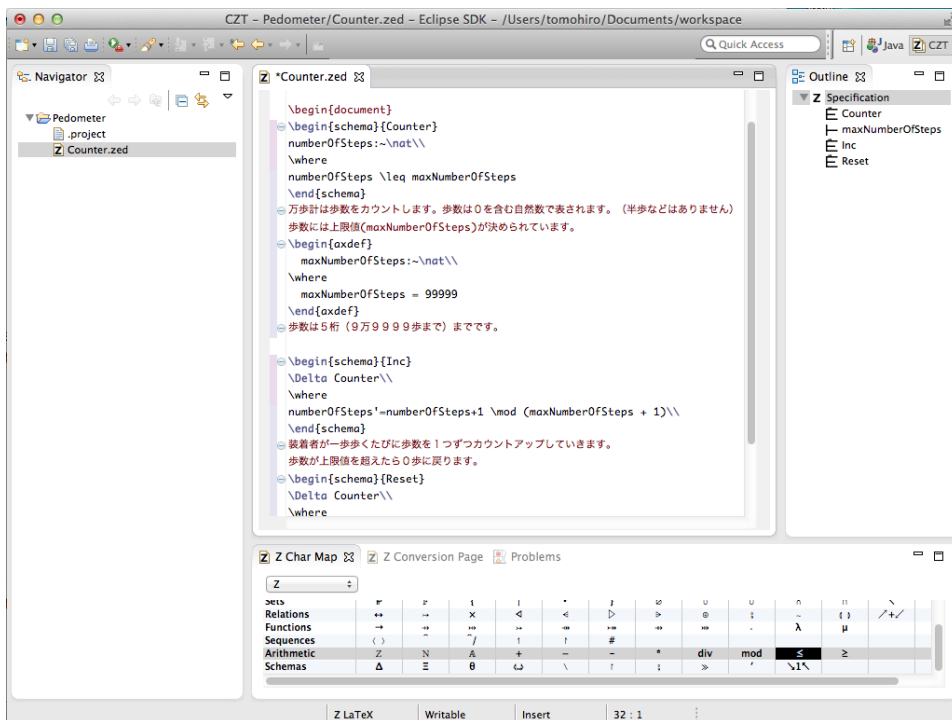 CZT - Pedometer/Counter.zed - Eclipse SDK - /Users/tomohiro/Documents/workspace
Quick Access
Java
CZT
Navigator
Pedometer
.project
Counter.zed
*Counter.zed
\begin{document}
\begin{schema}{Counter}
numberOfSteps:~\nat\\
\where
numberOfSteps \leq maxNumberOfSteps
\end{schema}
万歩計は歩数をカウントします。歩数は０を含む自然数で表されます。（半歩などはありません）
歩数には上限値(maxNumberOfSteps)が決められています。
\begin{axdef}
maxNumberOfSteps:~\nat\\
\where
maxNumberOfSteps = 99999
\end{axdef}
歩数は５桁（９万９９９９歩まで）までです。
\begin{schema}{Inc}
\Delta Counter\\
\where
numberOfSteps'=numberOfSteps+1 \mod (maxNumberOfSteps + 1)\\
\end{schema}
装着者が一歩歩くたびに歩数を１つずつカウントアップしていきます。
歩数が上限値を超えたら０歩に戻ります。
\begin{schema}{Reset}
\Delta Counter\\
\where
Outline
Specification
Counter
maxNumberOfSteps
Inc
Reset
Z Char Map
Z Conversion Page
Problems
Z
Sets
Relations
Functions λ μ
Sequences ⟨ ⟩ #
Arithmetic Z N A + − - * div mod ≤ ≥
Schemas Δ Ξ θ
Z LaTeX
Writable
Insert
32 : 1